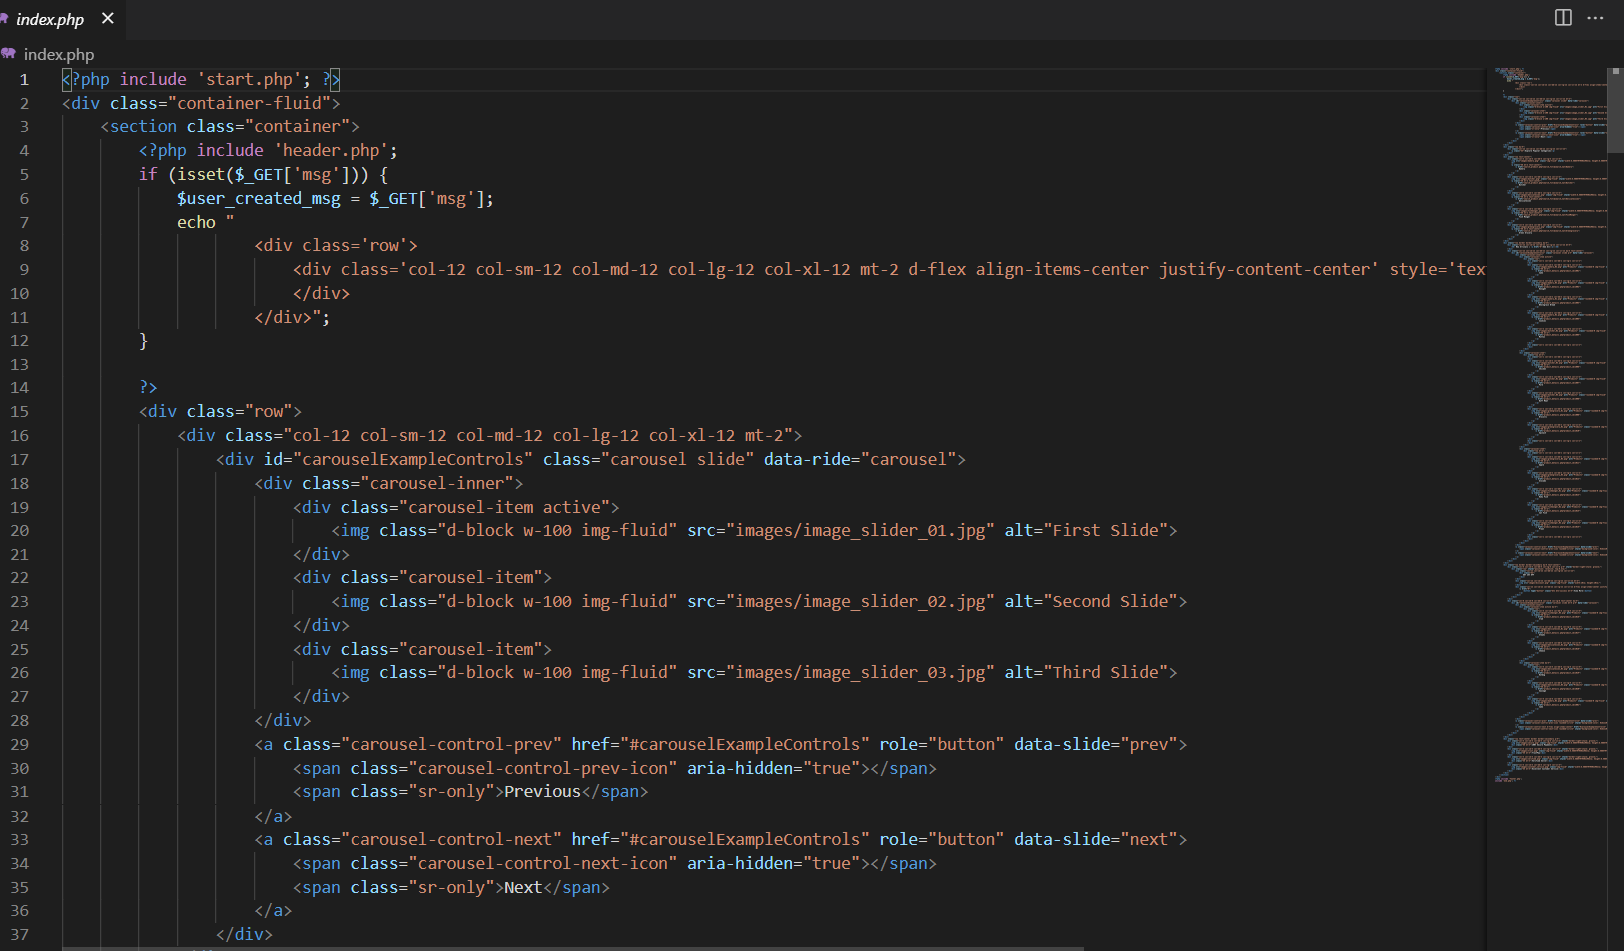 index.php
index.php
1 <?php include 'start.php'; ?>
2 <div class="container-fluid">
3 <section class="container">
4 <?php include 'header.php';
5 if (isset($_GET['msg'])) {
6 $user_created_msg = $_GET['msg'];
7 echo "
8 <div class='row'>
9 <div class='col-12 col-sm-12 col-md-12 col-lg-12 col-xl-12 mt-2 d-flex align-items-center justify-content-center' style='tex
10 </div>
11 </div>";
12 }
13
14 ?>
15 <div class="row">
16 <div class="col-12 col-sm-12 col-md-12 col-lg-12 col-xl-12 mt-2">
17 <div id="carouselExampleControls" class="carousel slide" data-ride="carousel">
18 <div class="carousel-inner">
19 <div class="carousel-item active">
20 <img class="d-block w-100 img-fluid" src="images/image_slider_01.jpg" alt="First Slide">
21 </div>
22 <div class="carousel-item">
23 <img class="d-block w-100 img-fluid" src="images/image_slider_02.jpg" alt="Second Slide">
24 </div>
25 <div class="carousel-item">
26 <img class="d-block w-100 img-fluid" src="images/image_slider_03.jpg" alt="Third Slide">
27 </div>
28 </div>
29 <a class="carousel-control-prev" href="#carouselExampleControls" role="button" data-slide="prev">
30 <span class="carousel-control-prev-icon" aria-hidden="true"></span>
31 <span class="sr-only">Previous</span>
32 </a>
33 <a class="carousel-control-next" href="#carouselExampleControls" role="button" data-slide="next">
34 <span class="carousel-control-next-icon" aria-hidden="true"></span>
35 <span class="sr-only">Next</span>
36 </a>
37 </div>